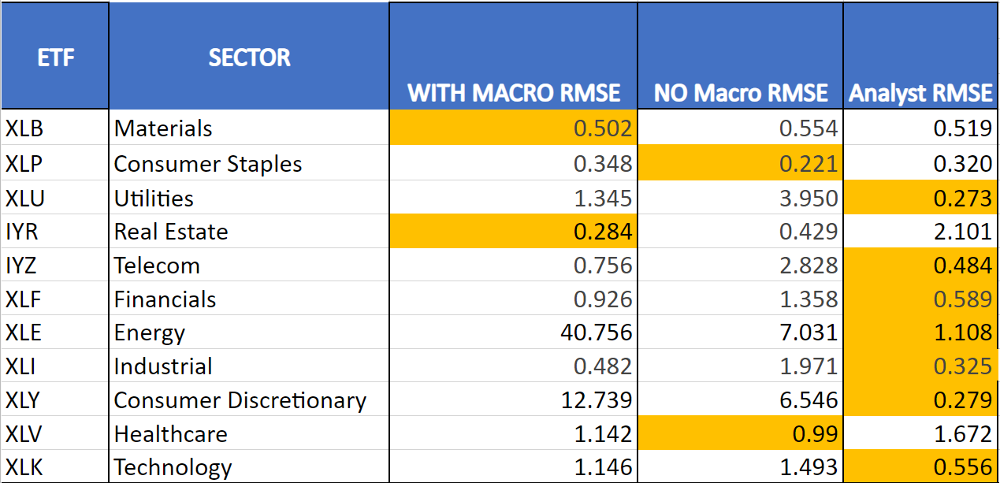 ETF SECTOR WITH MACRO RMSE NO Macro RMSE Analyst RMSE
XLB Materials 0.502 0.554 0.519
XLP Consumer Staples 0.348 0.221 0.320
XLU Utilities 1.345 3.950 0.273
IYR Real Estate 0.284 0.429 2.101
IYZ Telecom 0.756 2.828 0.484
XLF Financials 0.926 1.358 0.589
XLE Energy 40.756 7.031 1.108
XLI Industrial 0.482 1.971 0.325
XLY Consumer Discretionary 12.739 6.546 0.279
XLV Healthcare 1.142 0.99 1.672
XLK Technology 1.146 1.493 0.556